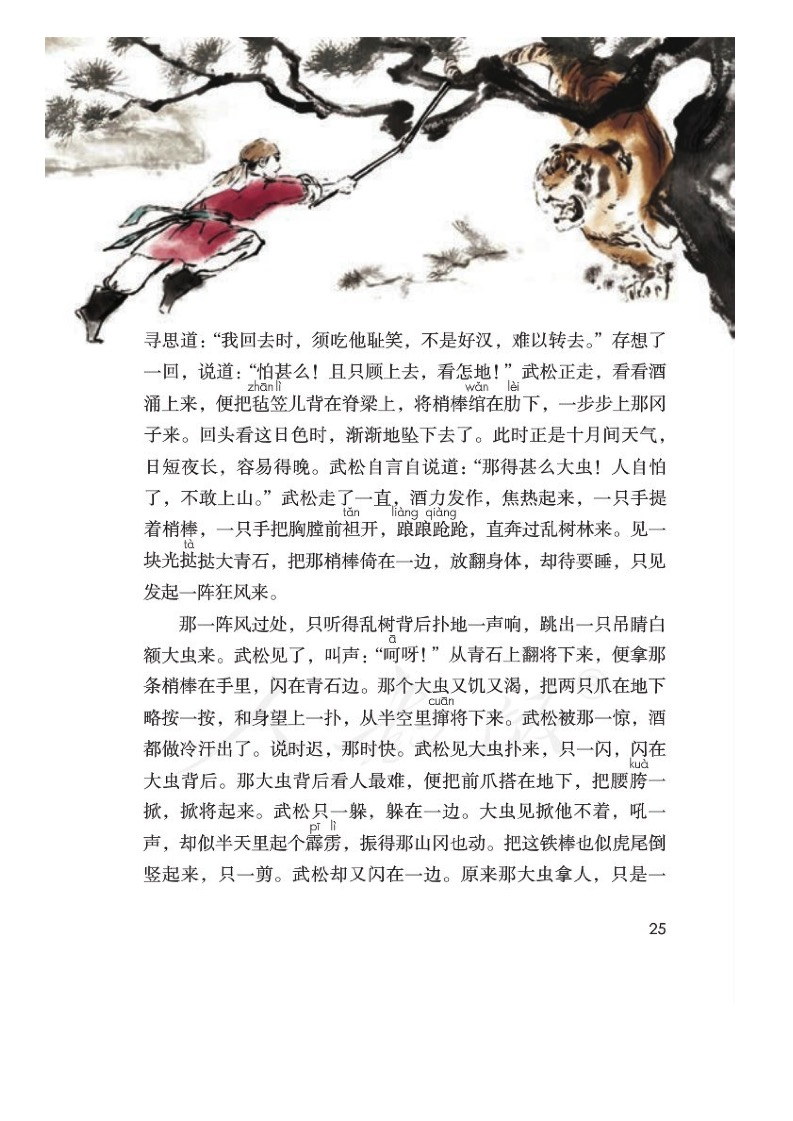 寻思道：“我回去时，须吃他耻笑，不是好汉，难以转去。”存想了
一回，说道：“怕甚么！且只顾上去，看怎地！”武松正走，看看酒
zhān lì wǎn lèi
涌上来，便把毡笠儿背在脊梁上，将梢棒绾在肋下，一步步上那冈
子来。回头看这日色时，渐渐地坠下去了。此时正是十月间天气，
日短夜长，容易得晚。武松自言自说道：“那得甚么大虫！人自怕
了，不敢上山。”武松走了一直，酒力发作，焦热起来，一只手提
tǎn liàng qiàng
着梢棒，一只手把胸膛前袒开，踉踉跄跄，直奔过乱树林来。见一
tà
块光挞挞大青石，把那梢棒倚在一边，放翻身体，却待要睡，只见
发起一阵狂风来。
那一阵风过处，只听得乱树背后扑地一声响，跳出一只吊睛白
ā
额大虫来。武松见了，叫声：“呵呀！”从青石上翻将下来，便拿那
条梢棒在手里，闪在青石边。那个大虫又饥又渴，把两只爪在地下
cuān
略按一按，和身望上一扑，从半空里撺将下来。武松被那一惊，酒
都做冷汗出了。说时迟，那时快。武松见大虫扑来，只一闪，闪在
kuà
大虫背后。那大虫背后看人最难，便把前爪搭在地下，把腰胯一
掀，掀将起来。武松只一躲，躲在一边。大虫见掀他不着，吼一
pī lì
声，却似半天里起个霹雳，振得那山冈也动。把这铁棒也似虎尾倒
竖起来，只一剪。武松却又闪在一边。原来那大虫拿人，只是一
25